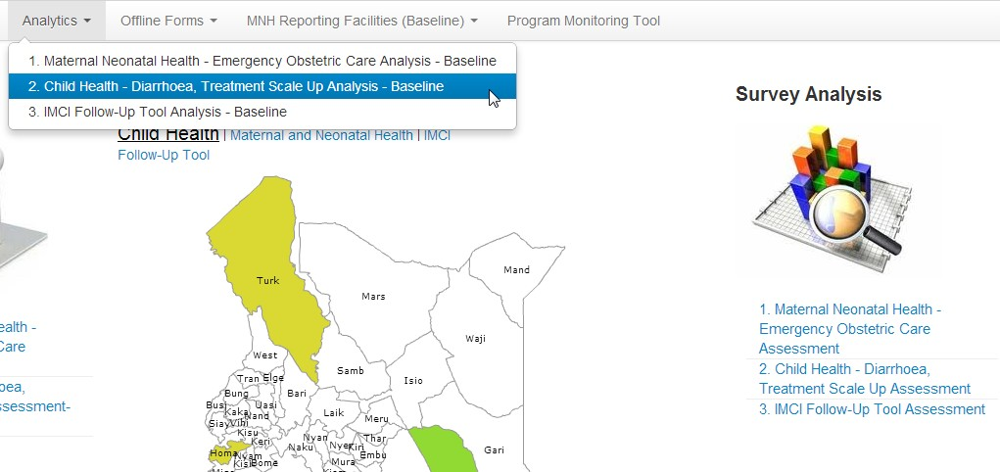 Analytics Offline Forms MNH Reporting Facilities (Baseline) Program Monitoring Tool
1. Maternal Neonatal Health - Emergency Obstetric Care Analysis - Baseline
2. Child Health - Diarrhoea, Treatment Scale Up Analysis - Baseline
3. IMCI Follow-Up Tool Analysis - Baseline
Child Health | Maternal and Neonatal Health | IMCI
Follow-Up Tool
Turk
Mars
Mand
Waji
West
Samb
Isio
Tran Elge
Bung
Bari
Busi
Uasi
Kaka
Nand
Laik
Meru
Siay Vihi
Kisu
Keri
Nyan
Thar
Naku
Nye Kiri
Embu
Gari
Homa
Nyam
Kisi Bome
Mura
ealth -
Care
oea,
ssessment-
Survey Analysis
1. Maternal Neonatal Health -
Emergency Obstetric Care
Assessment
2. Child Health - Diarrhoea,
Treatment Scale Up Assessment
3. IMCI Follow-Up Tool Assessment